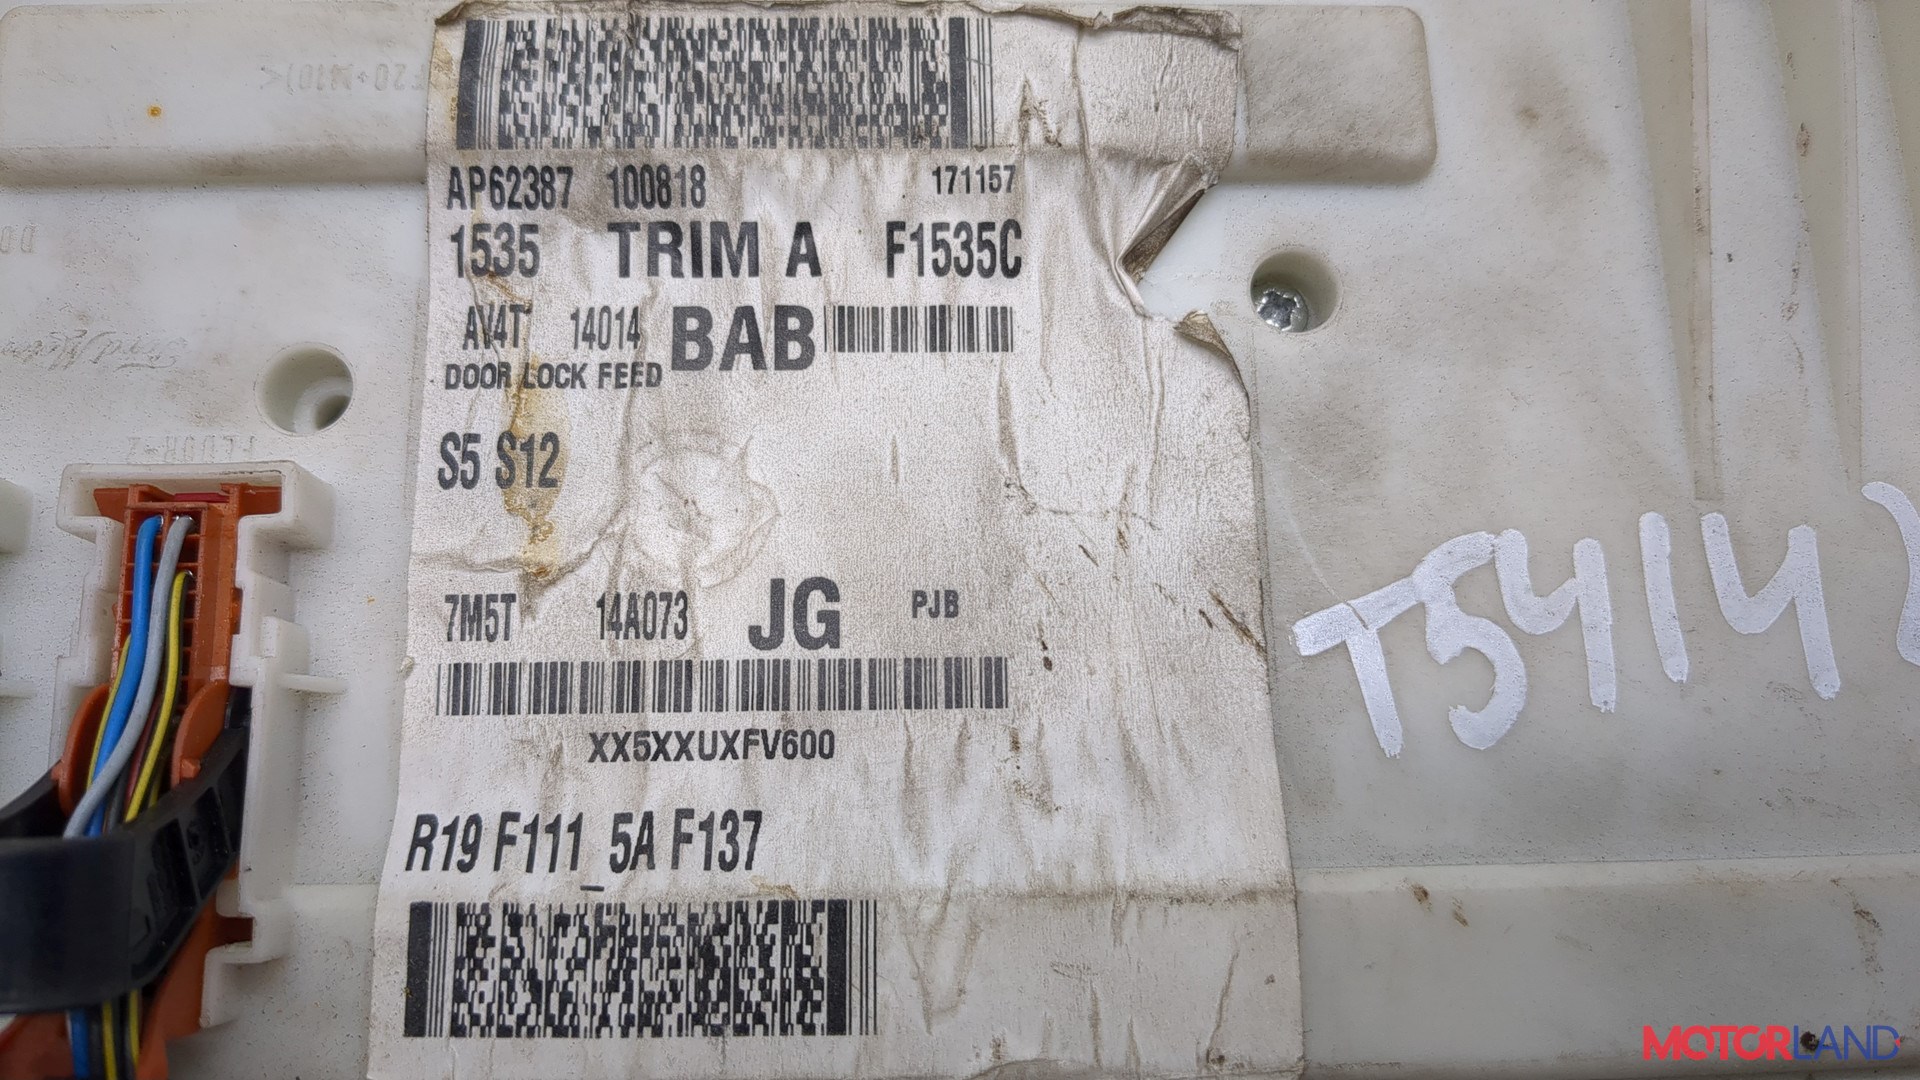 AP62387 100818 171157
1535 TRIM A F1535C
AV4T 14014 BAB
DOOR LOCK FEED
S5 S12
7M5T 14A073 JG PJB
XX5XXUXFV600
R19 F111_5A F137
T5414
MOTORLAND